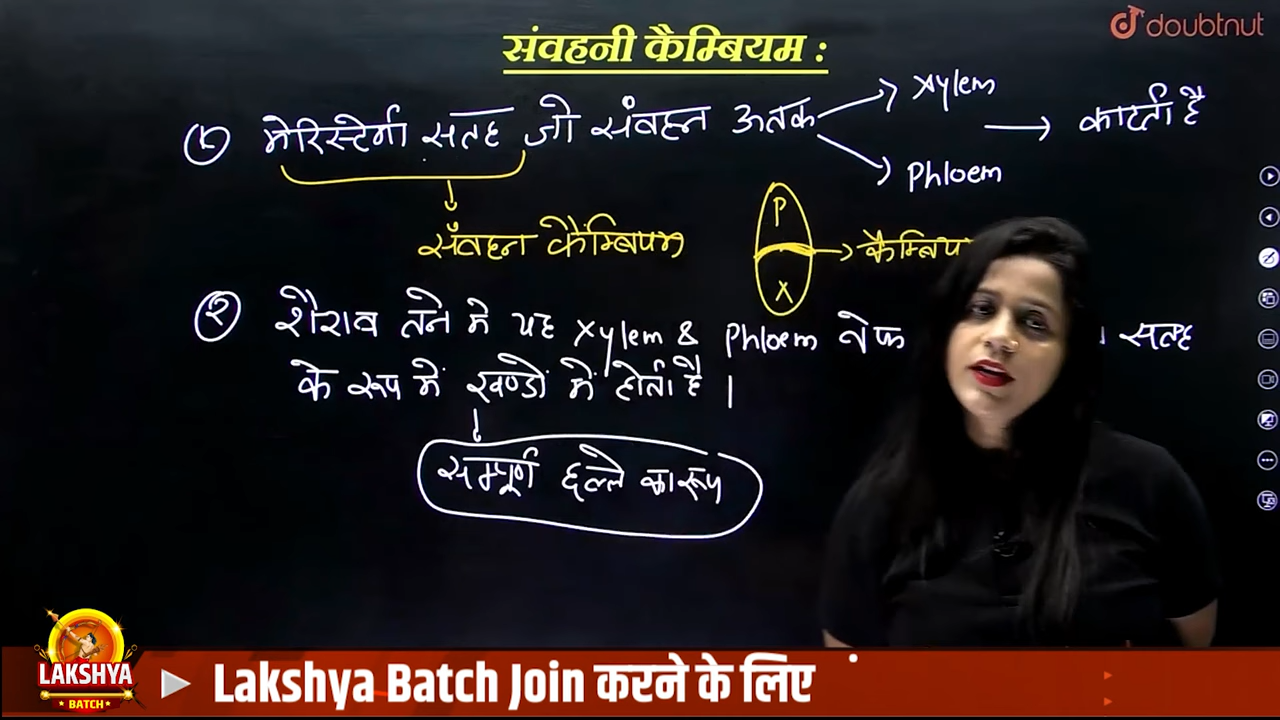 doubtnut
संवहनी कैम्बियम :
① मेरिस्टेमी सतह जो संवहन ऊतक → काटती है
Xylem
Phloem
संवहन कैम्बियम
P
X
कैम्बिय
② शैशव तने में यह Xylem & Phloem के सतह
के रूप में खण्डों में होती है |
सम्पूर्ण छल्ले का रूप
LAKSHYA
BATCH
Lakshya Batch Join करने के लिए